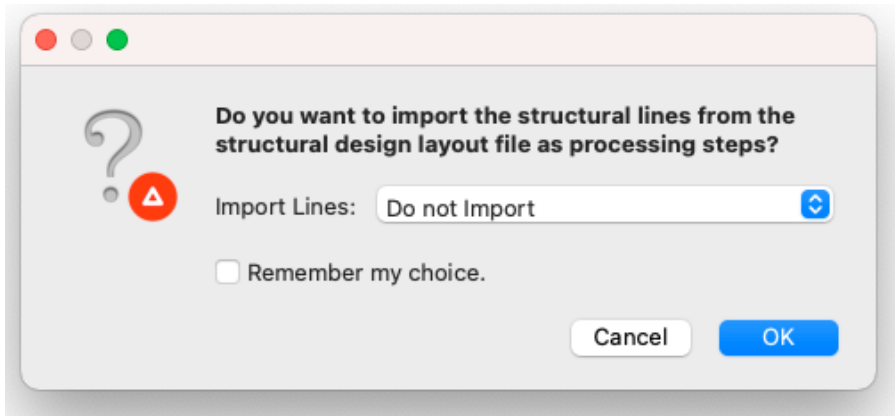 Do you want to import the structural lines from the
structural design layout file as processing steps?
Import Lines: Do not Import
Remember my choice.
Cancel OK